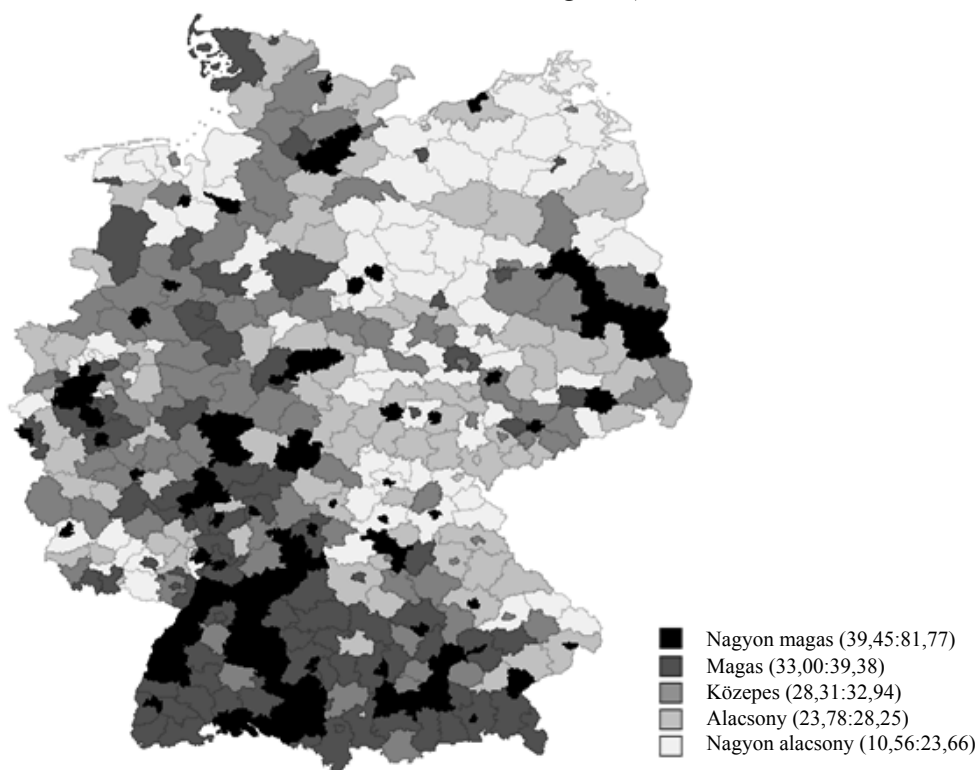 Nagyon magas (39,45:81,77)
Magas (33,00:39,38)
Közepes (28,31:32,94)
Alacsony (23,78:28,25)
Nagyon alacsony (10,56:23,66)